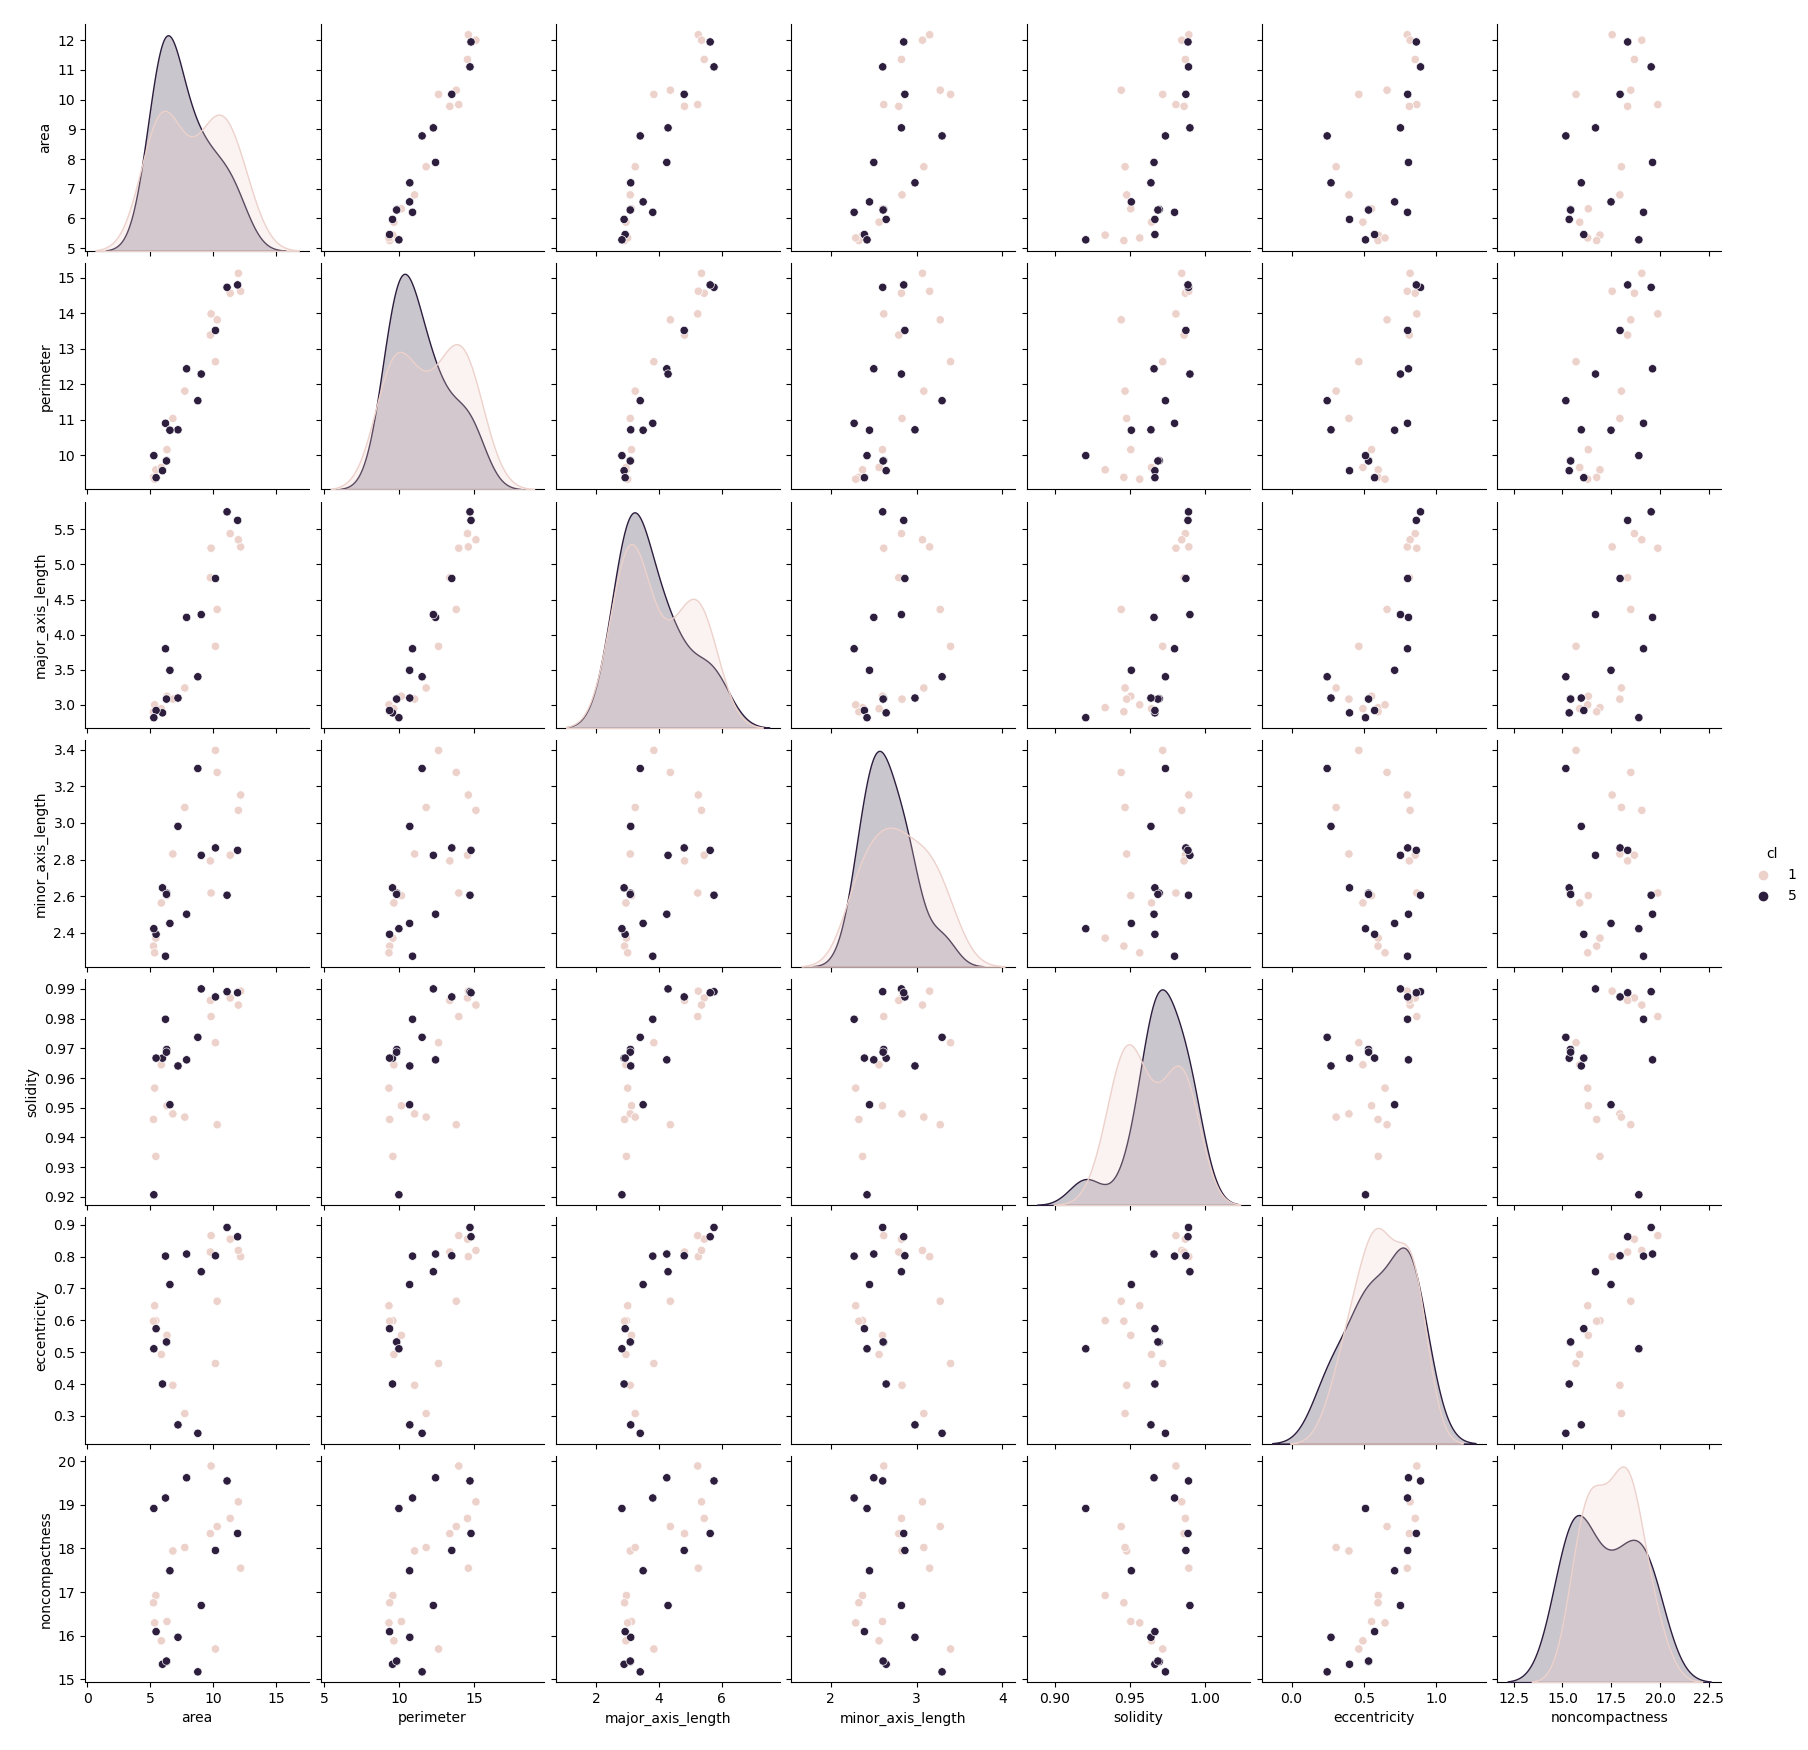 12
11
10
9
8
7
6
5
area
15
14
13
12
11
10
perimeter
5.5
5.0
4.5
4.0
3.5
3.0
major_axis_length
3.4
3.2
3.0
2.8
2.6
2.4
minor_axis_length
cl
1
5
0.99
0.98
0.97
0.96
0.95
0.94
0.93
0.92
solidity
0.9
0.8
0.7
0.6
0.5
0.4
0.3
eccentricity
20
19
18
17
16
15
noncompactness
0 5 10 15
area
5 10 15
perimeter
2 4 6
major_axis_length
2 3 4
minor_axis_length
0.90 0.95 1.00
solidity
0.0 0.5 1.0
eccentricity
12.5 15.0 17.5 20.0 22.5
noncompactness